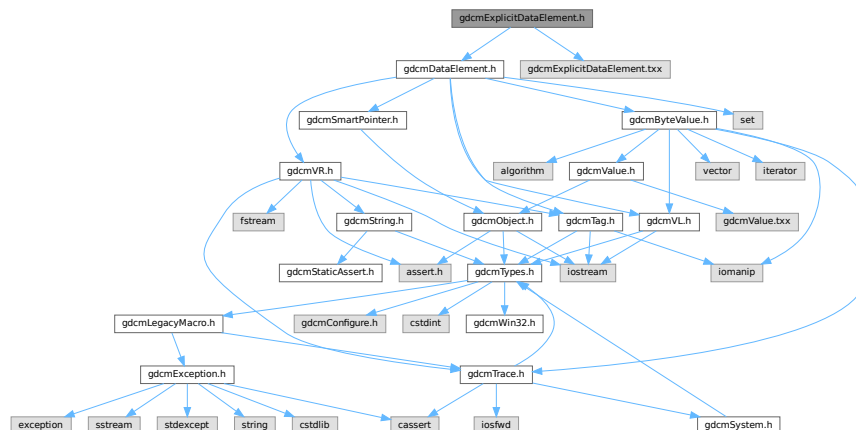 gdcmExplicitDataElement.h
gdcmDataElement.h
gdcmExplicitDataElement.txx
gdcmSmartPointer.h
gdcmByteValue.h
set
gdcmVR.h
algorithm
gdcmValue.h
vector
iterator
fstream
gdcmString.h
gdcmObject.h
gdcmTag.h
gdcmVL.h
gdcmValue.txx
gdcmStaticAssert.h
assert.h
gdcmTypes.h
iostream
iomanip
gdcmLegacyMacro.h
gdcmConfigure.h
cstdint
gdcmWin32.h
gdcmException.h
gdcmTrace.h
exception
sstream
stdexcept
string
cstdlib
cassert
iosfwd
gdcmSystem.h